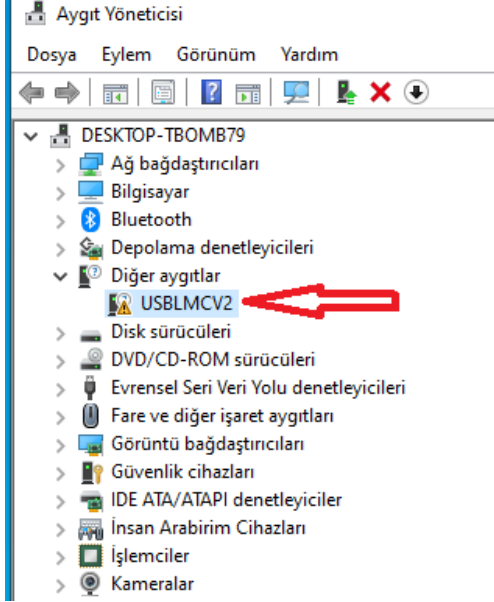 Aygıt Yöneticisi
Dosya Eylem Görünüm Yardım
DESKTOP-TBOMB79
Ağ bağdaştırıcıları
Bilgisayar
Bluetooth
Depolama denetleyicileri
Diğer aygıtlar
USBLMCV2
Disk sürücüleri
DVD/CD-ROM sürücüleri
Evrensel Seri Veri Yolu denetleyicileri
Fare ve diğer işaret aygıtları
Görüntü bağdaştırıcıları
Güvenlik cihazları
IDE ATA/ATAPI denetleyiciler
İnsan Arabirim Cihazları
İşlemciler
Kameralar